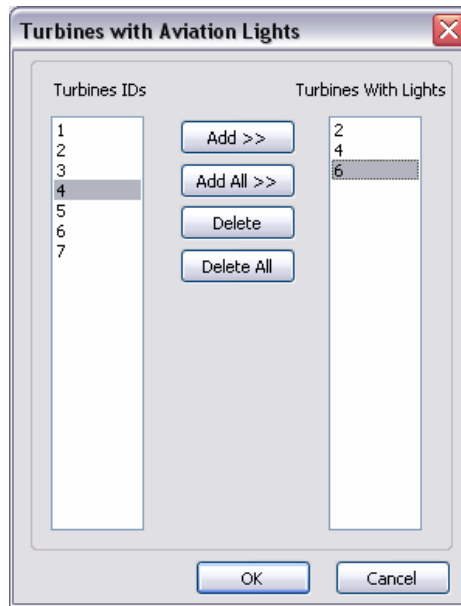 Turbines with Aviation Lights
Turbines IDs
Turbines With Lights
1
2
3
4
5
6
7
Add >>
Add All >>
Delete
Delete All
2
4
6
OK
Cancel